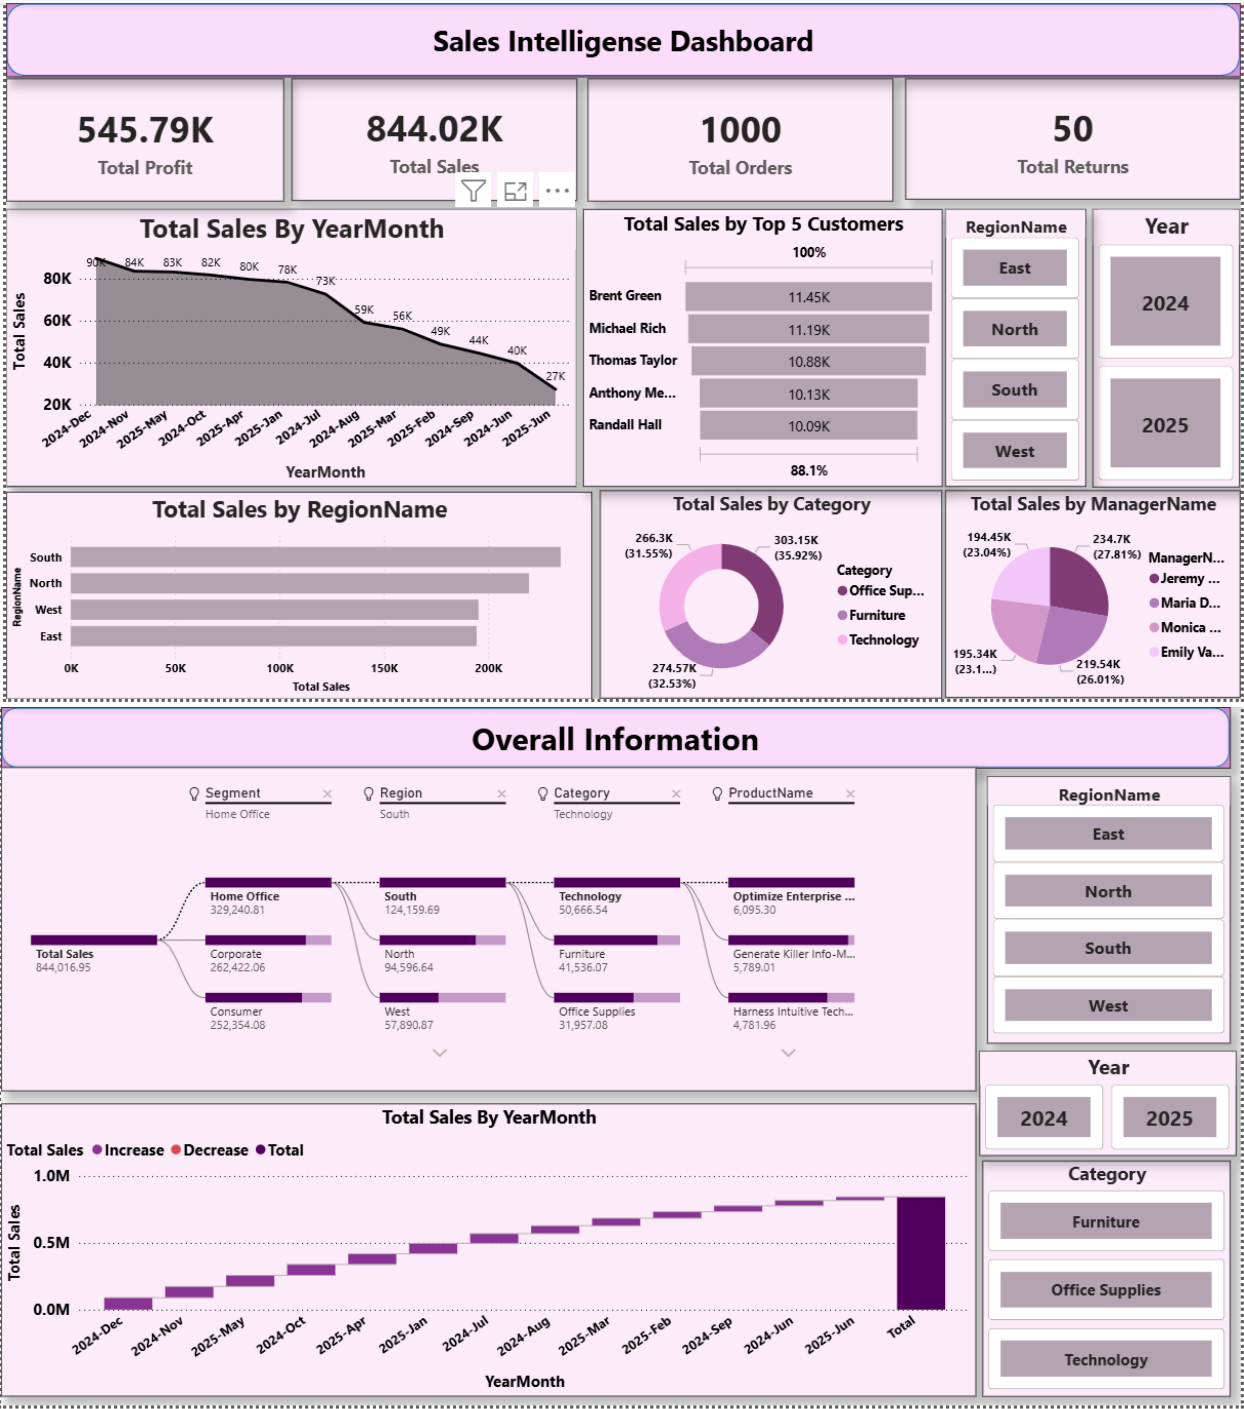 Sales Intelligense Dashboard
545.79K
Total Profit
844.02K
Total Sales
1000
Total Orders
50
Total Returns
Total Sales By YearMonth
Total Sales
80K
60K
40K
20K
90K
84K
83K
82K
80K
78K
73K
59K
56K
49K
44K
40K
27K
2024-Dec
2024-Nov
2025-May
2024-Oct
2025-Apr
2025-Jan
2024-Jul
2024-Aug
2025-Mar
2025-Feb
2024-Sep
2024-Jun
2025-Jun
YearMonth
Total Sales by Top 5 Customers
100%
Brent Green 11.45K
Michael Rich 11.19K
Thomas Taylor 10.88K
Anthony Me... 10.13K
Randall Hall 10.09K
88.1%
RegionName
East
North
South
West
Year
2024
2025
Total Sales by RegionName
RegionName
South
North
West
East
0K 50K 100K 150K 200K
Total Sales
Total Sales by Category
266.3K
(31.55%)
303.15K
(35.92%)
274.57K
(32.53%)
Category
Office Sup...
Furniture
Technology
Total Sales by ManagerName
194.45K
(23.04%)
234.7K
(27.81%)
195.34K
(23.1...)
219.54K
(26.01%)
ManagerN...
Jeremy ...
Maria D...
Monica ...
Emily Va...
Overall Information
Segment
Home Office
Region
South
Category
Technology
ProductName
Total Sales
844,016.95
Home Office
329,240.81
Corporate
262,422.06
Consumer
252,354.08
South
124,159.69
North
94,596.64
West
57,890.87
Technology
50,666.54
Furniture
41,536.07
Office Supplies
31,957.08
Optimize Enterprise ...
6,095.30
Generate Killer Info-M...
5,789.01
Harness Intuitive Tech...
4,781.96
RegionName
East
North
South
West
Year
2024
2025
Category
Furniture
Office Supplies
Technology
Total Sales By YearMonth
Total Sales Increase Decrease Total
Total Sales
1.0M
0.5M
0.0M
2024-Dec
2024-Nov
2025-May
2024-Oct
2025-Apr
2025-Jan
2024-Jul
2024-Aug
2025-Mar
2025-Feb
2024-Sep
2024-Jun
2025-Jun
Total
YearMonth